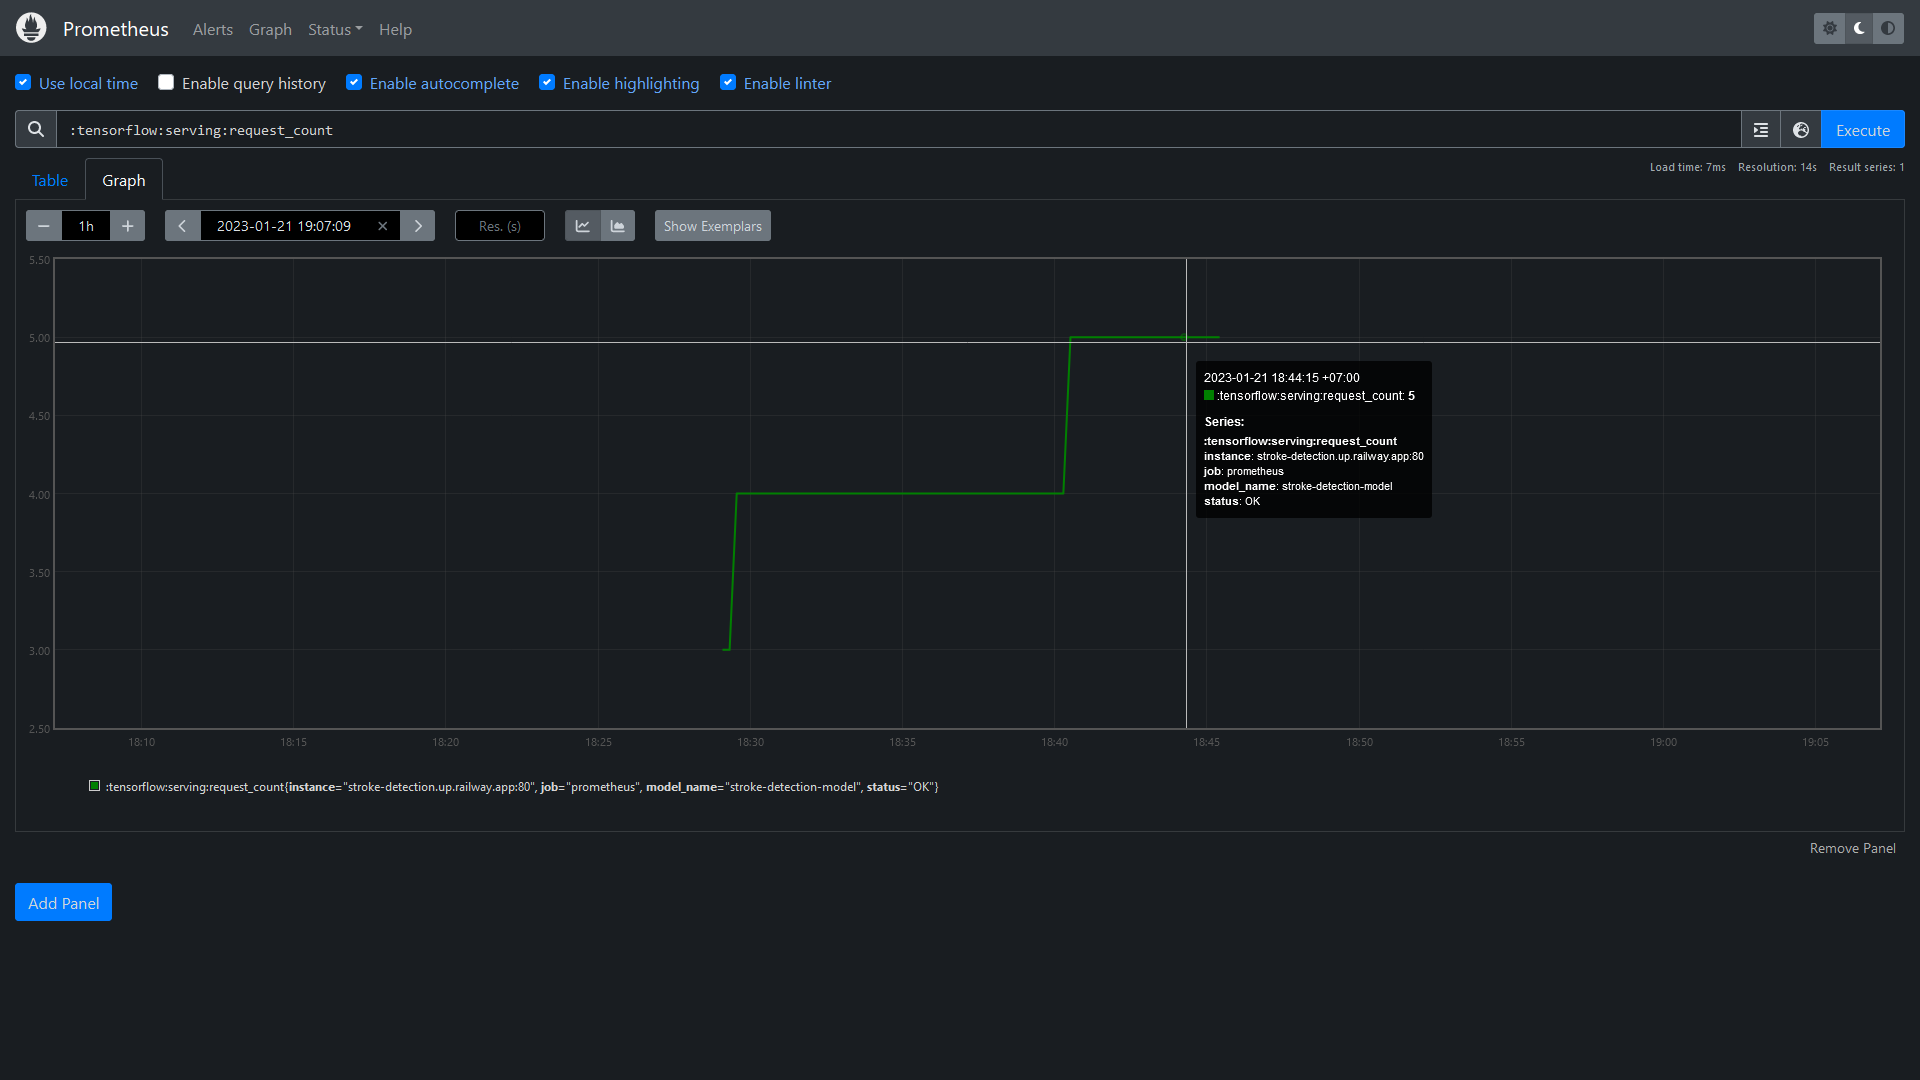 Prometheus Alerts Graph Status Help
Use local time Enable query history Enable autocomplete Enable highlighting Enable linter
:tensorflow:serving:request_count
Execute
Table Graph
Load time: 7ms Resolution: 14s Result series: 1
1h 2023-01-21 19:07:09 Res. (s) Show Exemplars
5.50
5.00
4.50
4.00
3.50
3.00
2.50
2023-01-21 18:44:15 +07:00
:tensorflow:serving:request_count: 5
Series:
:tensorflow:serving:request_count
instance: stroke-detection.up.railway.app:80
job: prometheus
model_name: stroke-detection-model
status: OK
18:10 18:15 18:20 18:25 18:30 18:35 18:40 18:45 18:50 18:55 19:00 19:05
:tensorflow:serving:request_count{instance="stroke-detection.up.railway.app:80", job="prometheus", model_name="stroke-detection-model", status="OK"}
Remove Panel
Add Panel